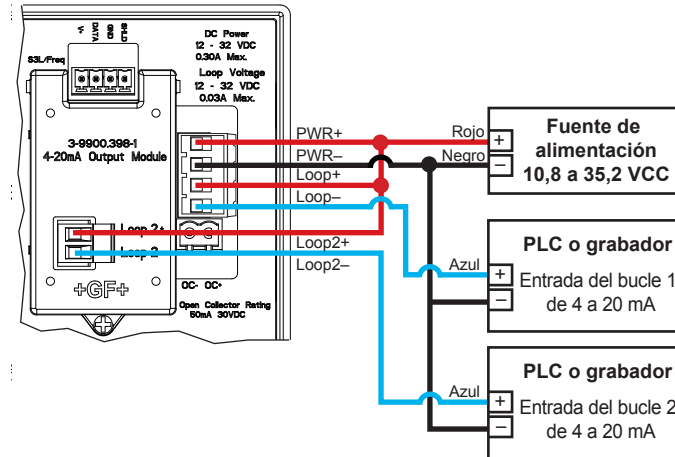 V+
DATA
GND
SHLD
S3L/Freq
DC Power
12 - 32 VDC
0.30A Max.
Loop Voltage
12 - 32 VDC
0.03A Max.
3-9900.398-1
4-20mA Output Module
Loop 2+
Loop 2-
+GF+
OC- OC+
Open Collector Rating
50mA 30VDC
PWR+
PWR–
Loop+
Loop–
Loop2+
Loop2–
Rojo
Negro
+
–
Fuente de
alimentación
10,8 a 35,2 VCC
Azul
+
–
PLC o grabador
Entrada del bucle 1
de 4 a 20 mA
Azul
+
–
PLC o grabador
Entrada del bucle 2
de 4 a 20 mA